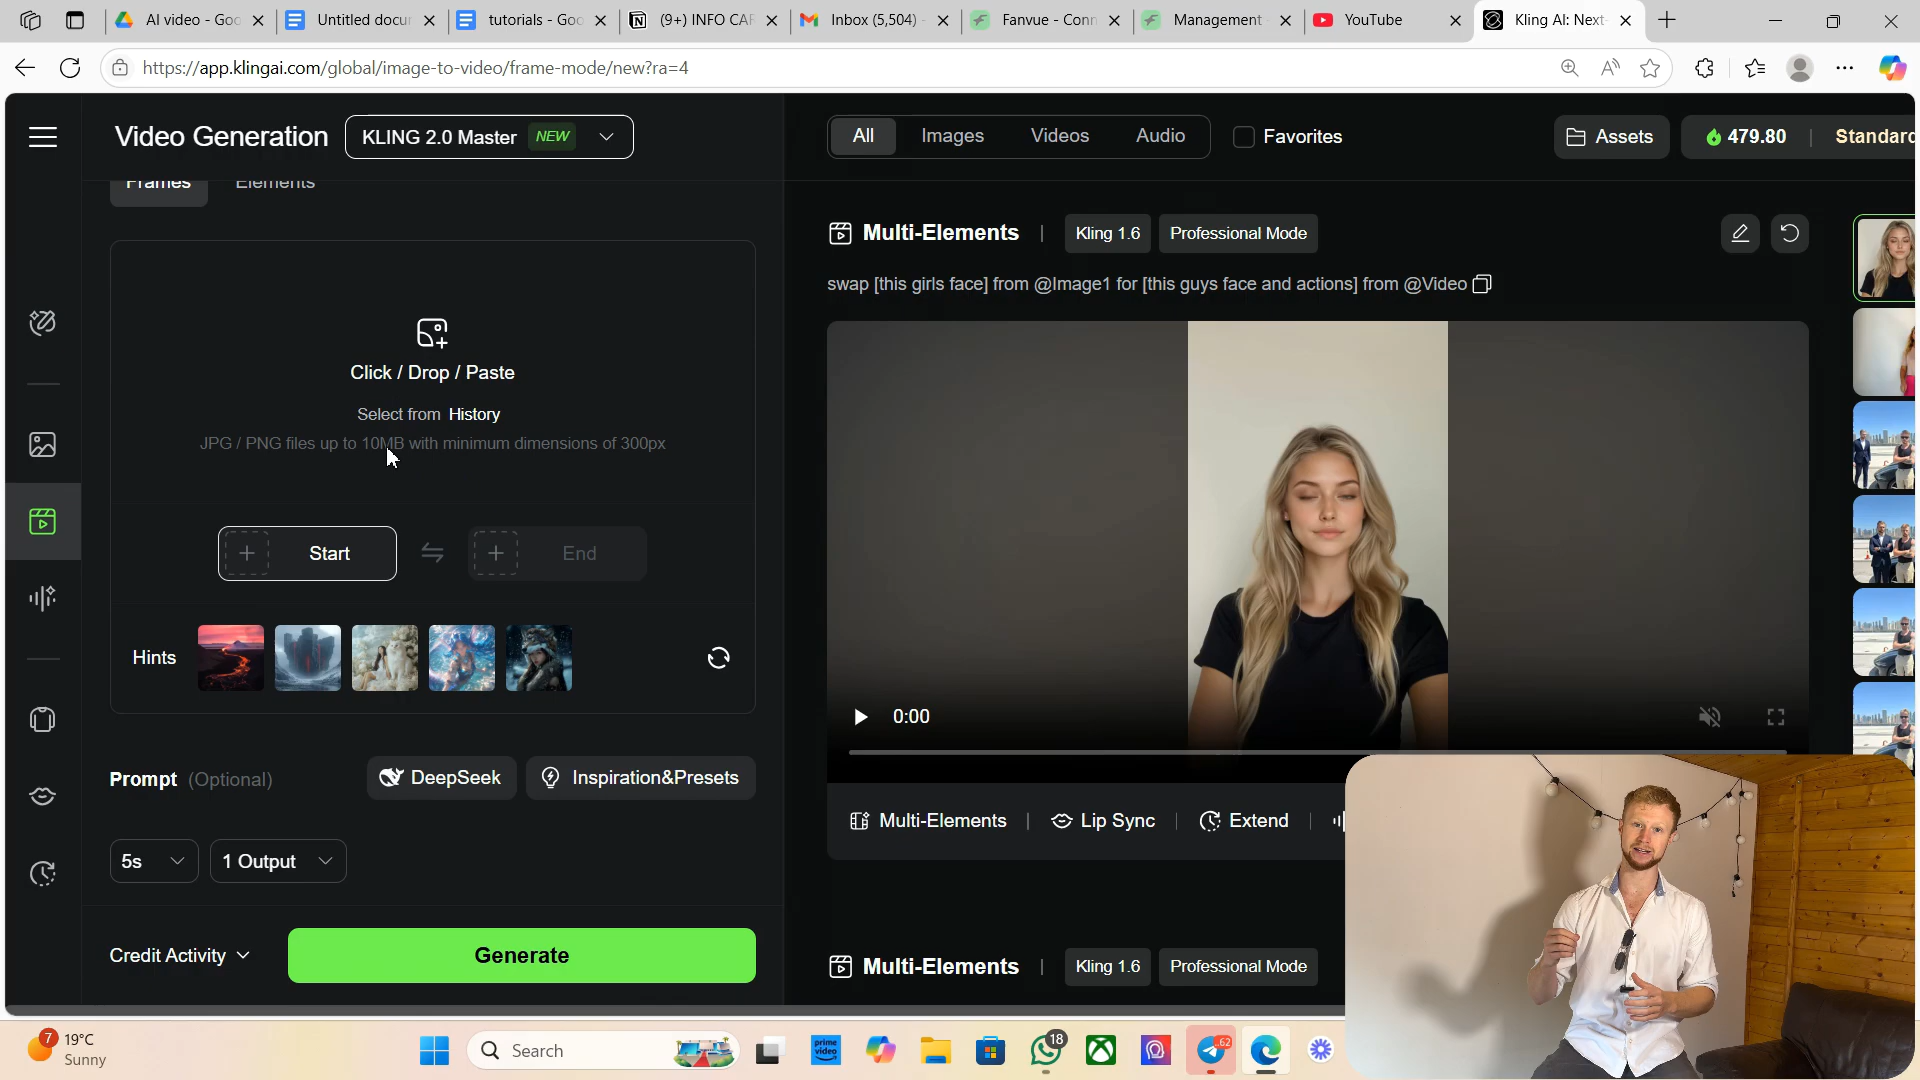 AI video - Goo
Untitled docur
tutorials - Goo
(9+) INFO CAF
Inbox (5,504) -
Fanvue - Conn
Management
YouTube
Kling AI: Next
https://app.klingai.com/global/image-to-video/frame-mode/new?ra=4
Video Generation
KLING 2.0 Master NEW
All Images Videos Audio
Favorites
Assets
479.80 | Standard
Frames Elements
Click / Drop / Paste
Select from History
JPG / PNG files up to 10MB with minimum dimensions of 300px
Start
End
Hints
Prompt (Optional)
DeepSeek
Inspiration&Presets
5s
1 Output
Credit Activity
Generate
Multi-Elements | Kling 1.6 Professional Mode
swap [this girls face] from @Image1 for [this guys face and actions] from @Video
0:00
Multi-Elements | Lip Sync | Extend |
Multi-Elements | Kling 1.6 Professional Mode
7
19°C
Sunny
Search
prime video
18
62